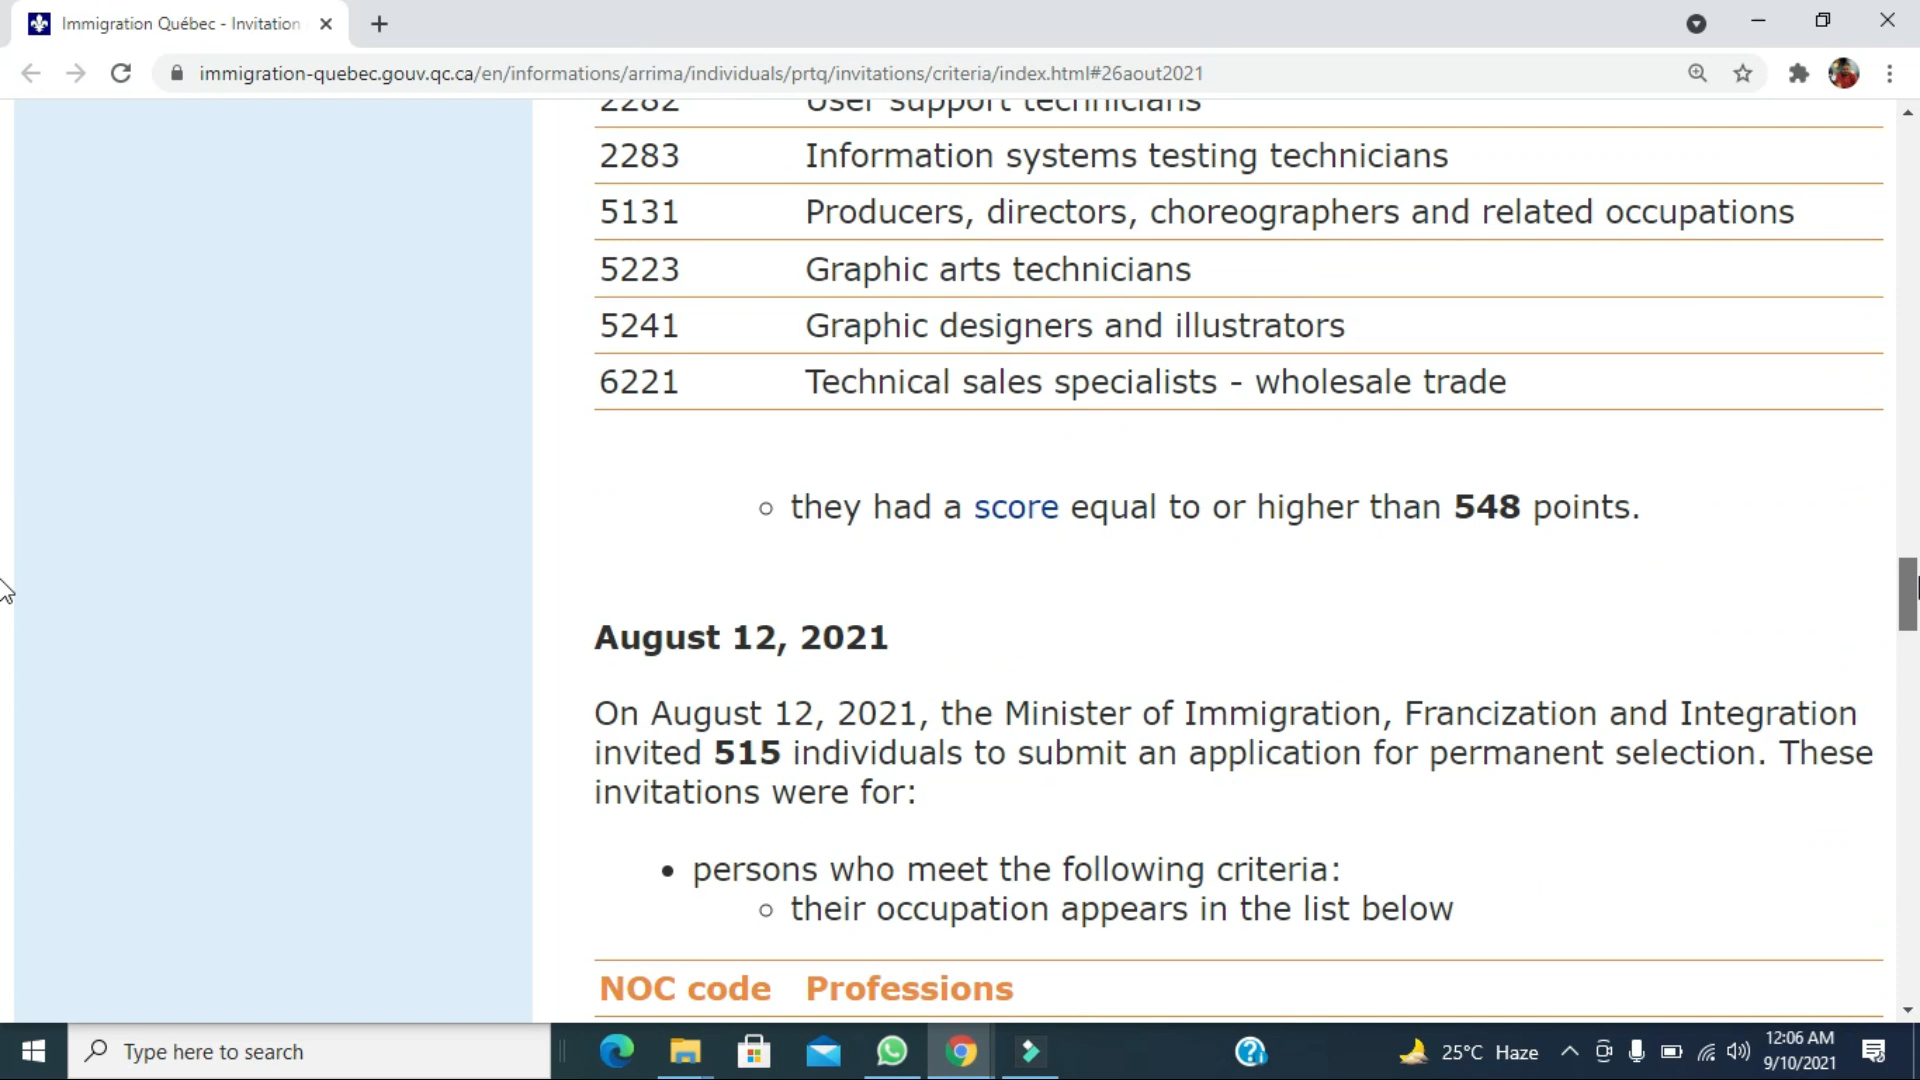 Immigration Québec - Invitation
immigration-quebec.gouv.qc.ca/en/informations/arrima/individuals/prtq/invitations/criteria/index.html#26aout2021
2282 User support technicians
2283 Information systems testing technicians
5131 Producers, directors, choreographers and related occupations
5223 Graphic arts technicians
5241 Graphic designers and illustrators
6221 Technical sales specialists - wholesale trade
they had a score equal to or higher than 548 points.
August 12, 2021
On August 12, 2021, the Minister of Immigration, Francization and Integration
invited 515 individuals to submit an application for permanent selection. These
invitations were for:
persons who meet the following criteria:
their occupation appears in the list below
NOC code Professions
Type here to search
25°C Haze
12:06 AM
9/10/2021